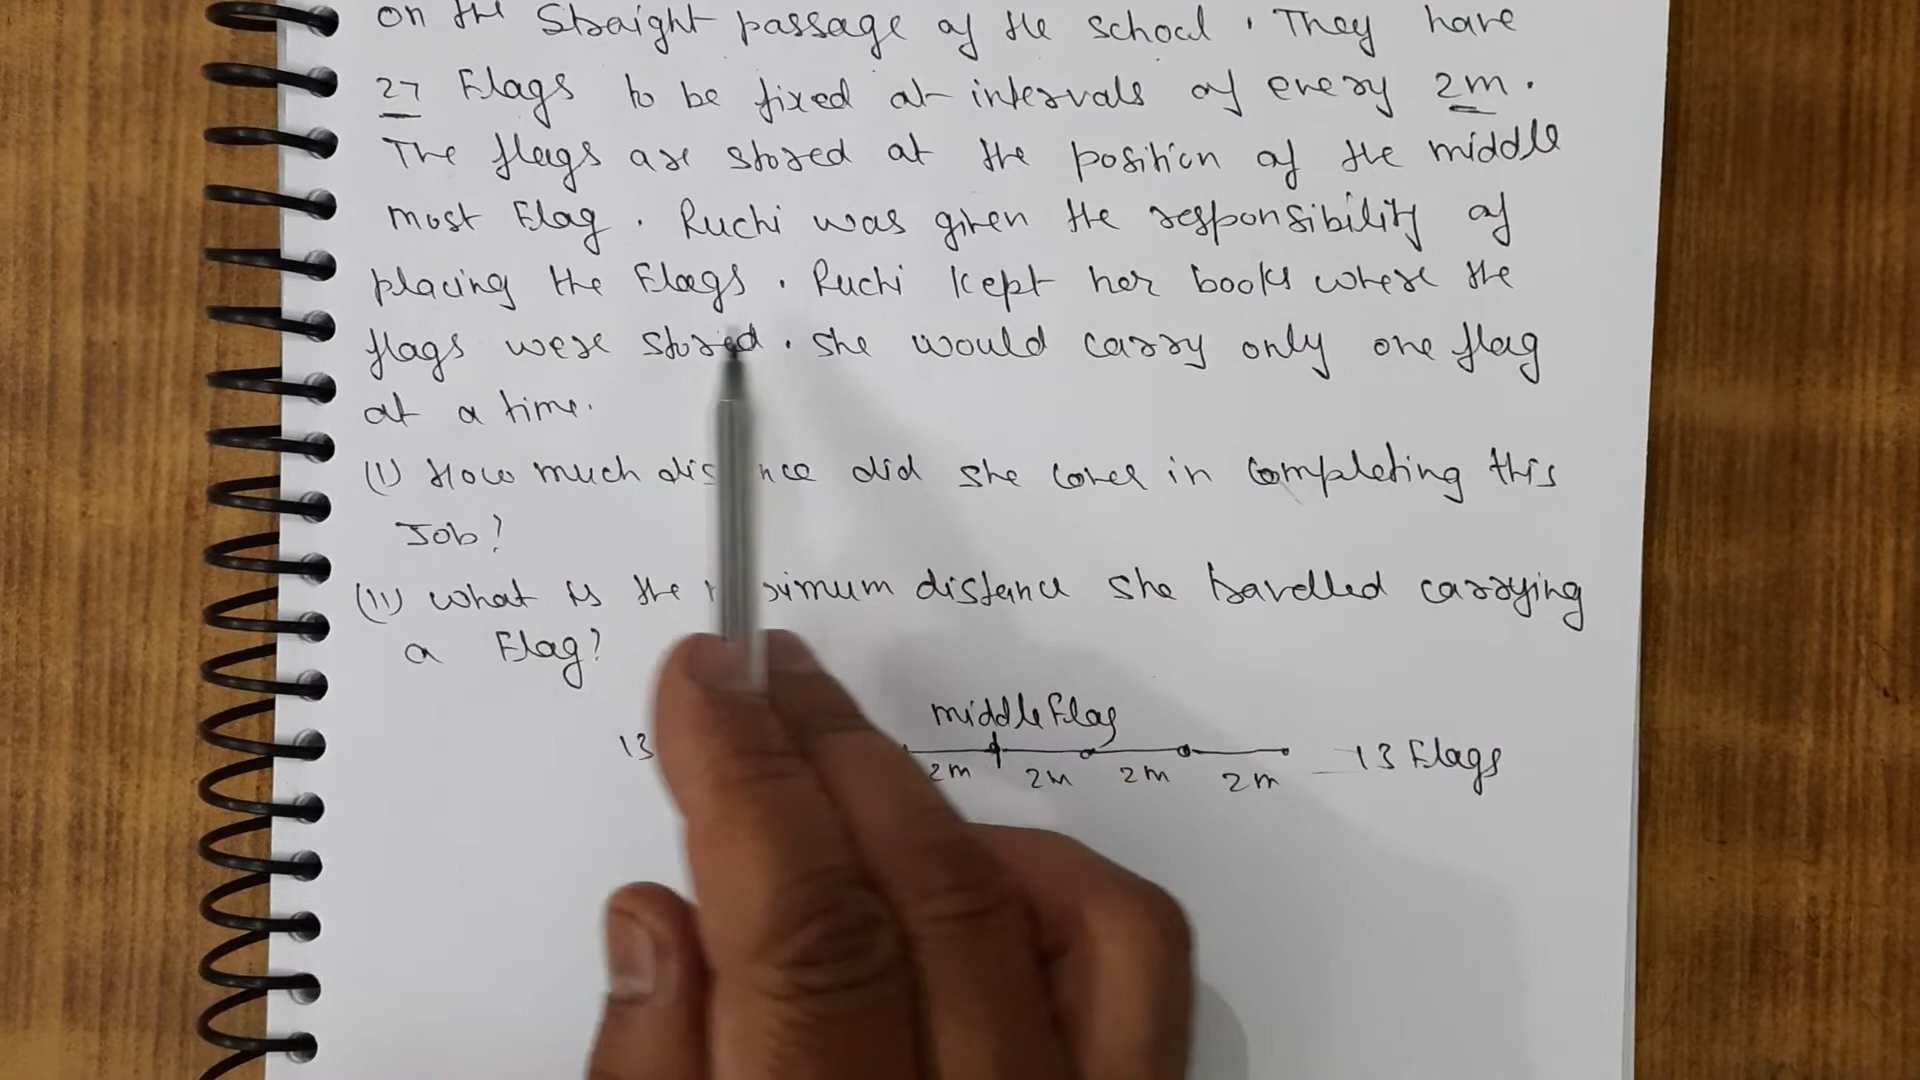 on the Straight passage of the school. They have
27 Flags to be fixed at intervals of every 2m.
The flags are stored at the position of the middle
most Flag. Ruchi was given the responsibility of
placing the Flags. Ruchi kept her books where the
flags were stored. She would carry only one flag
at a time.
(i) How much did she cover in completing this
Job?
(ii) what is the distance she travelled carrying
a Flag?
middle flag
13 13 Flags
2m 2m 2m 2m